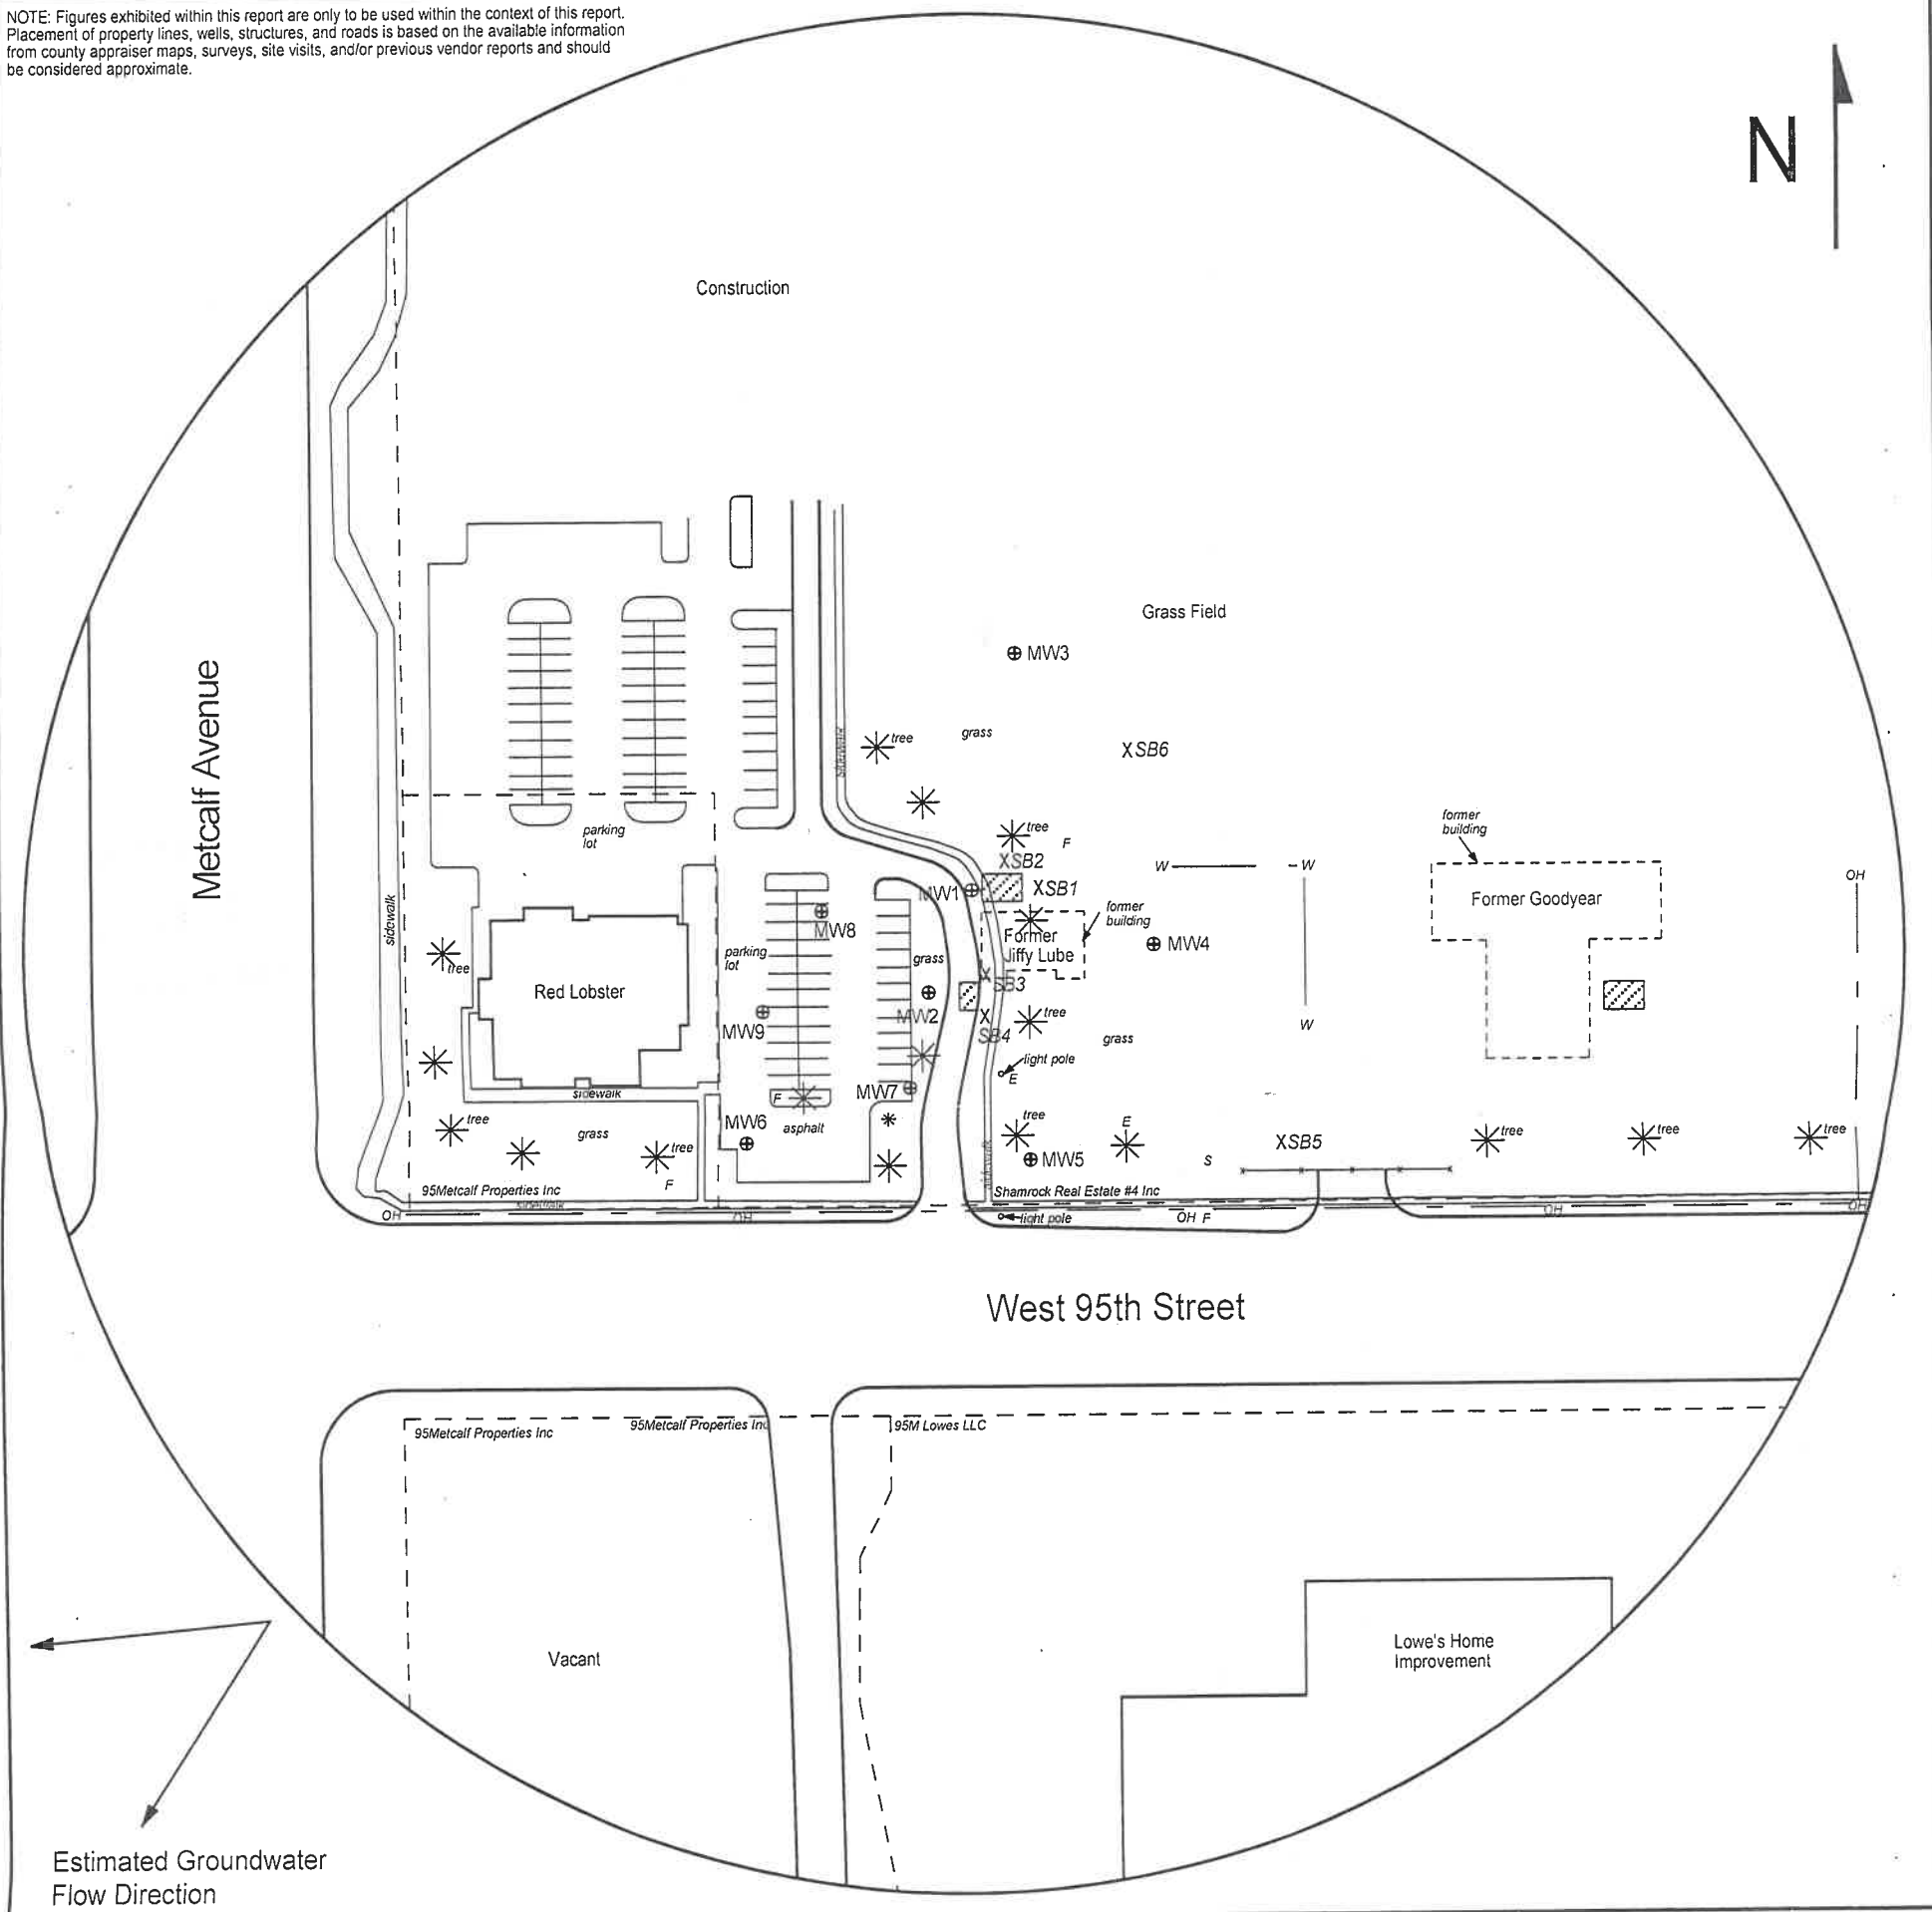 NOTE: Figures exhibited within this report are only to be used within the context of this report.
Placement of property lines, wells, structures, and roads is based on the available information
from county appraiser maps, surveys, site visits, and/or previous vendor reports and should
be considered approximate.
N
Construction
Metcalf Avenue
Grass Field
MW3
tree
grass
sidewalk
XSB6
parking
lot
tree
F
XSB2
MW1
XSB1
W
W
former
building
Former Goodyear
OH
sidewalk
former
building
Former
Jiffy Lube
MW8
MW4
parking
lot
grass
tree
Red Lobster
X
SB3
MW9
MW2
X
SB4
tree
W
grass
light pole
E
sidewalk
F
MW7
MW6
asphalt
tree
grass
tree
tree
E
XSB5
tree
tree
tree
MW5
S
sidewalk
F
95Metcalf Properties Inc
Shamrock Real Estate #4 Inc
sidewalk
OH
OH
light pole
OH F
OH
OH
West 95th Street
95Metcalf Properties Inc
95Metcalf Properties Inc
95M Lowes LLC
Vacant
Lowe's Home
Improvement
Estimated Groundwater
Flow Direction